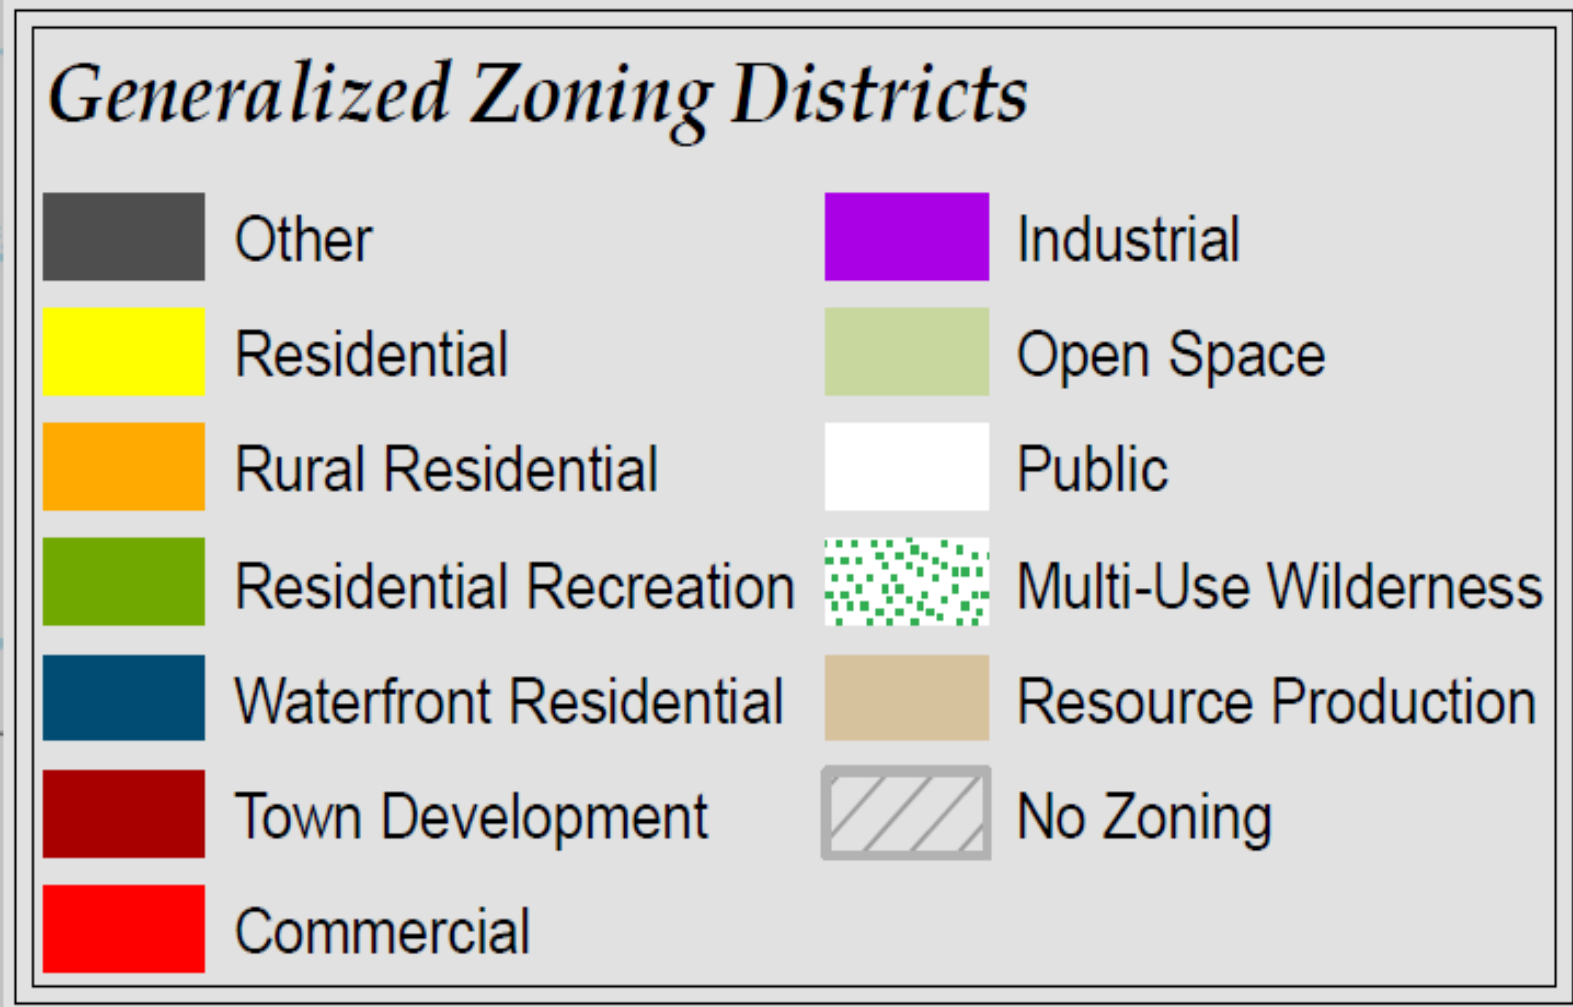 Generalized Zoning Districts
Other
Residential
Rural Residential
Residential Recreation
Waterfront Residential
Town Development
Commercial
Industrial
Open Space
Public
Multi-Use Wilderness
Resource Production
No Zoning